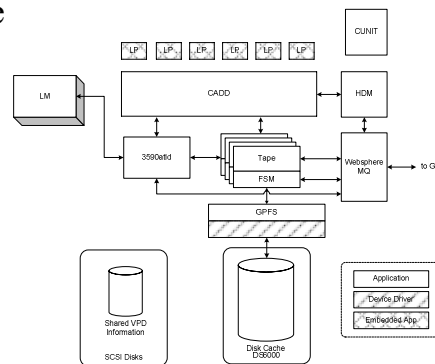 e
CUNIT
LP LP LP LP LP LP
LM
CADD
HDM
3590atld
Tape
FSM
Websphere
MQ
to G
GPFS
Shared VPD
Information
SCSI Disks
Disk Cache
DS6000
Application
Device Driver
Embedded App